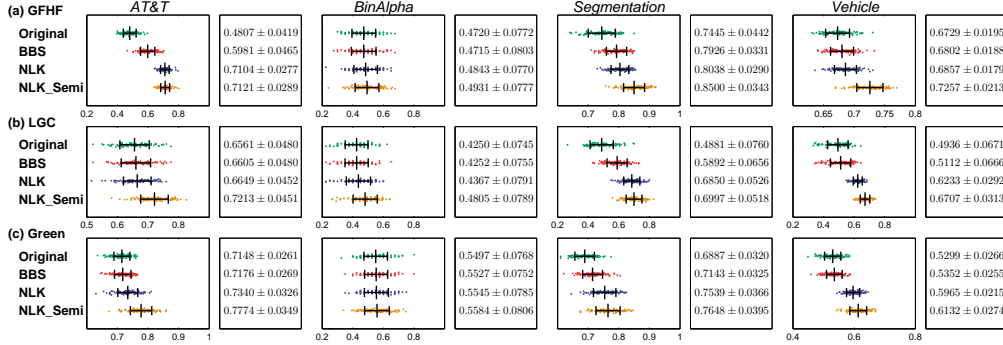 AT&T BinAlpha Segmentation Vehicle
(a) GFHF
Original 0.4807 ± 0.0419 0.4720 ± 0.0772 0.7445 ± 0.0442 0.6729 ± 0.0195
BBS 0.5981 ± 0.0465 0.4715 ± 0.0803 0.7926 ± 0.0331 0.6802 ± 0.0188
NLK 0.7104 ± 0.0277 0.4843 ± 0.0770 0.8038 ± 0.0290 0.6857 ± 0.0179
NLK_Semi 0.7121 ± 0.0289 0.4931 ± 0.0777 0.8500 ± 0.0343 0.7257 ± 0.0213
0.4 0.6 0.8 1 0.2 0.4 0.6 0.8 0.7 0.8 0.9 1 0.65 0.7 0.75 0.8
(b) LGC
Original 0.6561 ± 0.0480 0.4250 ± 0.0745 0.4881 ± 0.0760 0.4936 ± 0.0671
BBS 0.6605 ± 0.0480 0.4252 ± 0.0755 0.5892 ± 0.0656 0.5112 ± 0.0666
NLK 0.6649 ± 0.0452 0.4367 ± 0.0791 0.6850 ± 0.0526 0.6233 ± 0.0292
NLK_Semi 0.7213 ± 0.0451 0.4805 ± 0.0789 0.6997 ± 0.0518 0.6707 ± 0.0313
0.6 0.7 0.8 0.9 1 0.2 0.4 0.6 0.8 0.2 0.4 0.6 0.8 1 0.2 0.4 0.6 0.8 1
(c) Green
Original 0.7148 ± 0.0261 0.5497 ± 0.0768 0.6887 ± 0.0320 0.5299 ± 0.0266
BBS 0.7176 ± 0.0269 0.5527 ± 0.0752 0.7143 ± 0.0325 0.5352 ± 0.0255
NLK 0.7340 ± 0.0326 0.5545 ± 0.0785 0.7539 ± 0.0366 0.5965 ± 0.0215
NLK_Semi 0.7774 ± 0.0349 0.5584 ± 0.0806 0.7648 ± 0.0395 0.6132 ± 0.0274
0.6 0.7 0.8 0.9 1 0.2 0.4 0.6 0.8 0.6 0.7 0.8 0.9 1 0.4 0.5 0.6 0.7 0.8